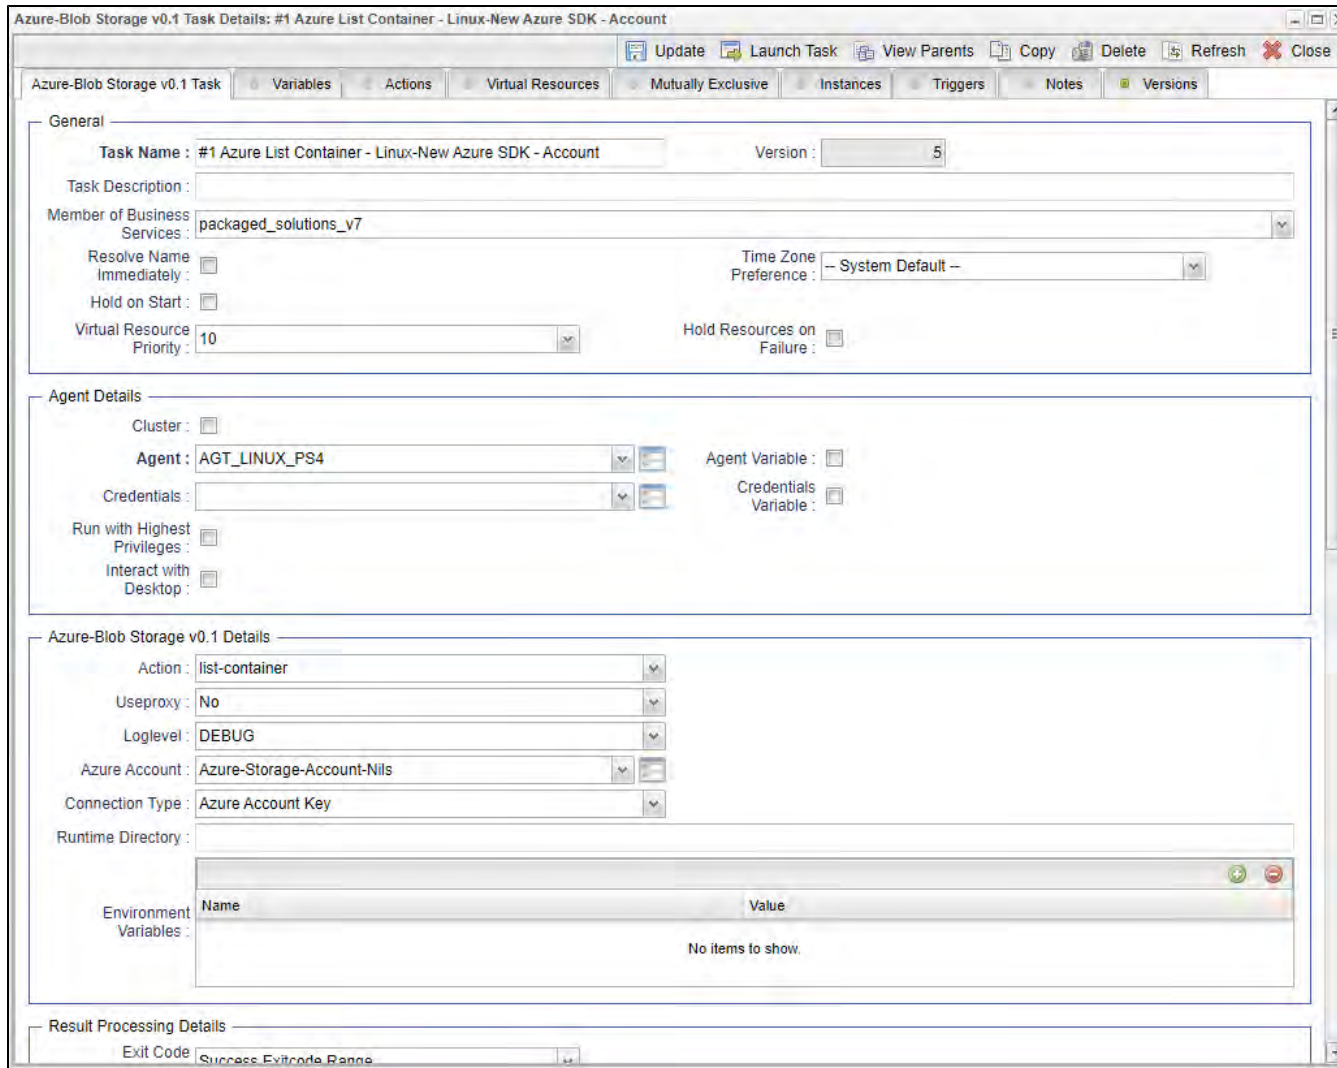 Azure-Blob Storage v0.1 Task Details: #1 Azure List Container - Linux-New Azure SDK - Account
Update Launch Task View Parents Copy Delete Refresh Close
Azure-Blob Storage v0.1 Task Variables Actions Virtual Resources Mutually Exclusive Instances Triggers Notes Versions
General
Task Name : #1 Azure List Container - Linux-New Azure SDK - Account Version : 5
Task Description :
Member of Business
Services : packaged_solutions_v7
Resolve Name
Immediately :
Time Zone
Preference : -- System Default --
Hold on Start :
Virtual Resource
Priority : 10
Hold Resources on
Failure :
Agent Details
Cluster :
Agent : AGT_LINUX_PS4 Agent Variable :
Credentials :
Credentials
Variable :
Run with Highest
Privileges :
Interact with
Desktop :
Azure-Blob Storage v0.1 Details
Action : list-container
Useproxy : No
Loglevel : DEBUG
Azure Account : Azure-Storage-Account-Nils
Connection Type : Azure Account Key
Runtime Directory :
Environment
Variables :
Name Value
No items to show.
Result Processing Details
Exit Code
Success Exitcode Range